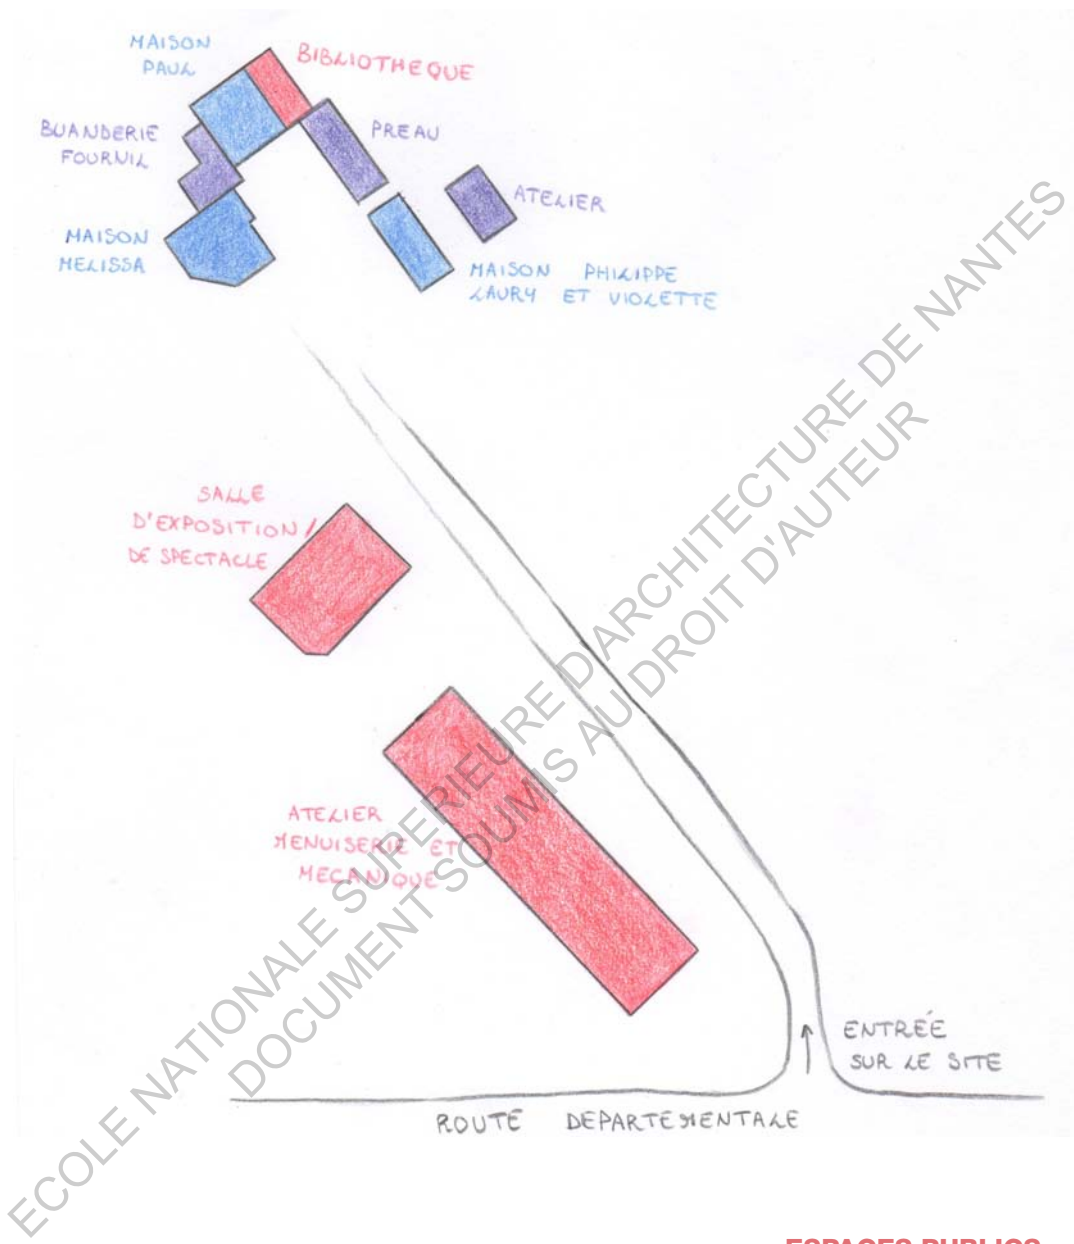 MAISON
PAUL
BIBLIOTHEQUE
BUANDERIE
FOURNIL
PREAU
ATELIER
MAISON
MELISSA
MAISON PHILIPPE
LAURY ET VIOLETTE
SALLE
D'EXPOSITION /
DE SPECTACLE
ATELIER
MENUISERIE ET
MECANIQUE
ENTRÉE
SUR LE SITE
ROUTE DEPARTEMENTALE
ECOLE NATIONALE SUPERIEURE D'ARCHITECTURE DE NANTES
DOCUMENT SOUMIS AU DROIT D'AUTEUR
ESPACES PUBLICS